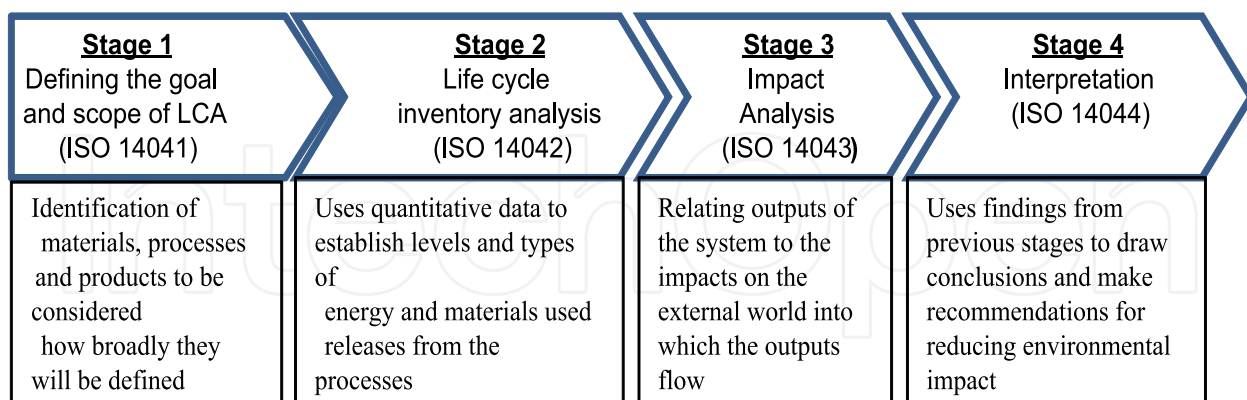 Stage 1
Defining the goal
and scope of LCA
(ISO 14041)
Stage 2
Life cycle
inventory analysis
(ISO 14042)
Stage 3
Impact
Analysis
(ISO 14043)
Stage 4
Interpretation
(ISO 14044)
Identification of
materials, processes
and products to be
considered
how broadly they
will be defined
Uses quantitative data to
establish levels and types
of
energy and materials used
releases from the
processes
Relating outputs of
the system to the
impacts on the
external world into
which the outputs
flow
Uses findings from
previous stages to draw
conclusions and make
recommendations for
reducing environmental
impact
IntechOpen